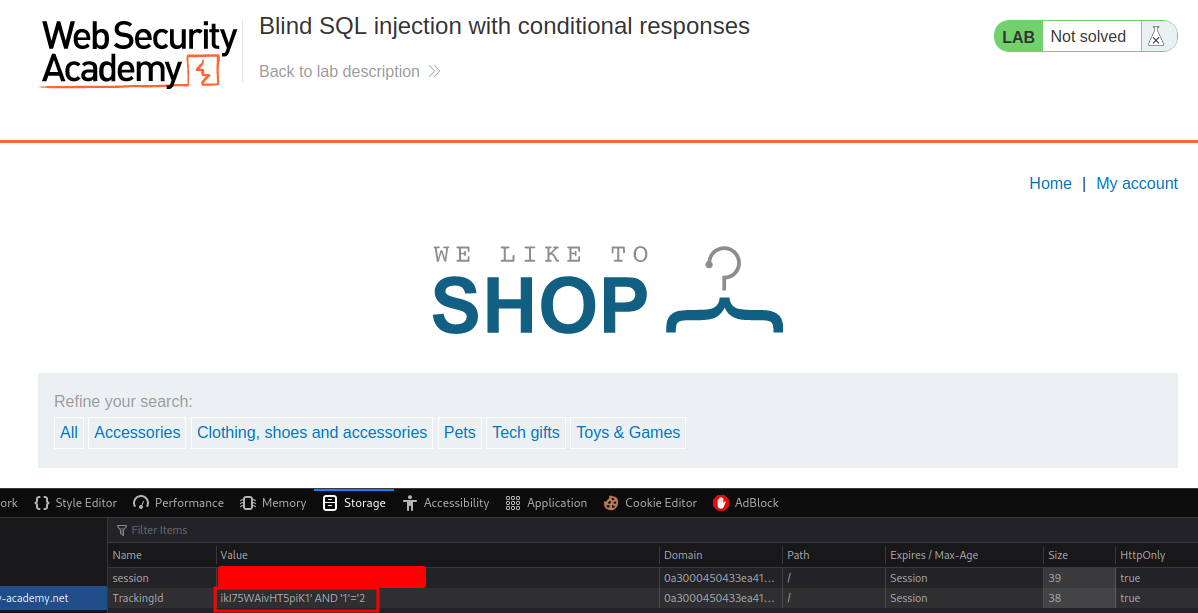 Web Security
Academy
Blind SQL injection with conditional responses
Back to lab description
LAB Not solved
Home | My account
WE LIKE TO
SHOP
Refine your search:
All Accessories Clothing, shoes and accessories Pets Tech gifts Toys & Games
ork {} Style Editor Performance Memory Storage Accessibility Application Cookie Editor AdBlock
Filter Items
Name Value Domain Path Expires / Max-Age Size HttpOnly
session 0a3000450433ea41... / Session 39 true
y-academy.net TrackingId ikI75WAivHT5piK1' AND '1'='2 0a3000450433ea41... / Session 38 true